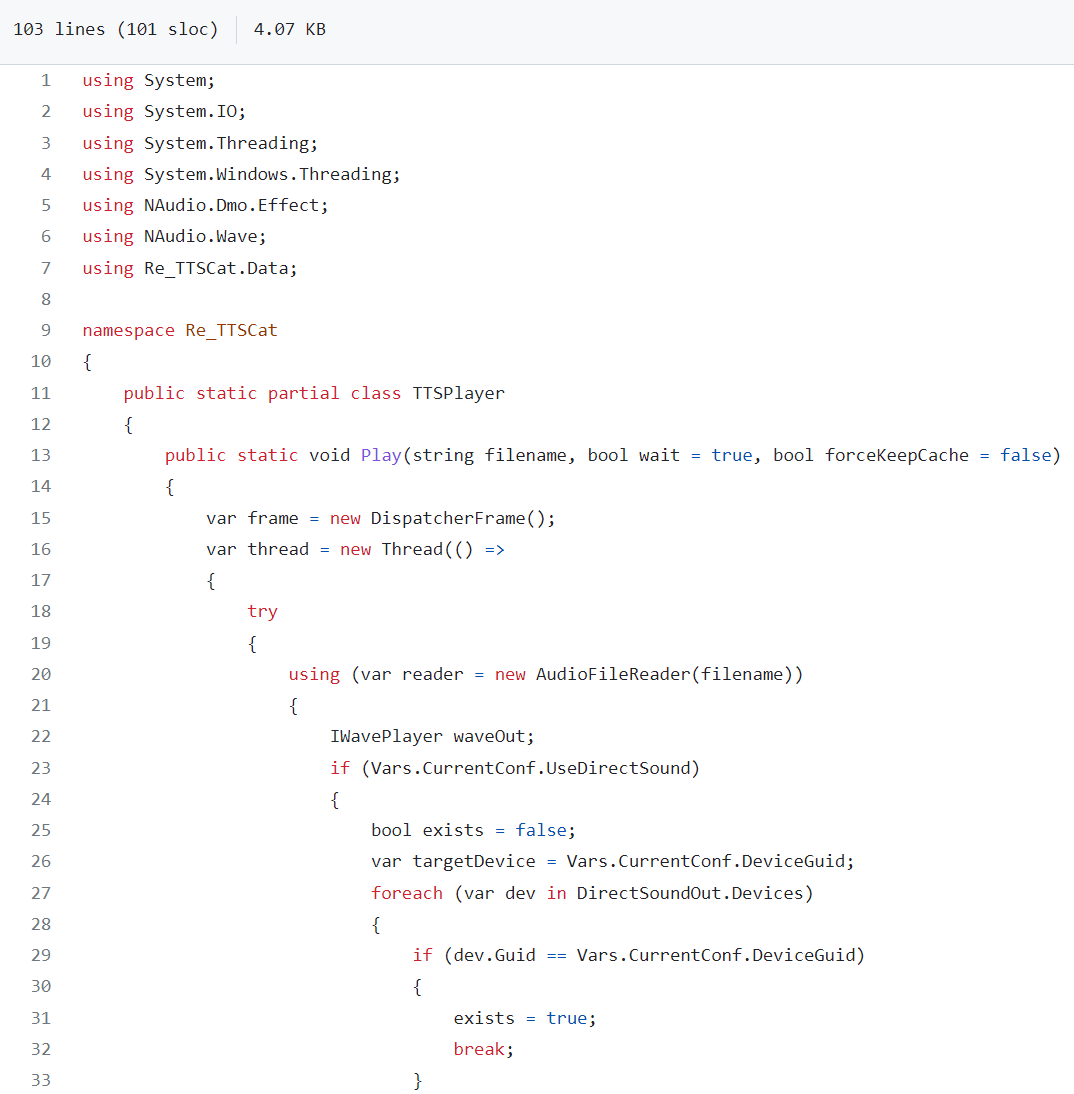 103 lines (101 sloc) 4.07 KB
1 using System;
2 using System.IO;
3 using System.Threading;
4 using System.Windows.Threading;
5 using NAudio.Dmo.Effect;
6 using NAudio.Wave;
7 using Re_TTSCat.Data;
8
9 namespace Re_TTSCat
10 {
11 public static partial class TTSPlayer
12 {
13 public static void Play(string filename, bool wait = true, bool forceKeepCache = false)
14 {
15 var frame = new DispatcherFrame();
16 var thread = new Thread(() =>
17 {
18 try
19 {
20 using (var reader = new AudioFileReader(filename))
21 {
22 IWavePlayer waveOut;
23 if (Vars.CurrentConf.UseDirectSound)
24 {
25 bool exists = false;
26 var targetDevice = Vars.CurrentConf.DeviceGuid;
27 foreach (var dev in DirectSoundOut.Devices)
28 {
29 if (dev.Guid == Vars.CurrentConf.DeviceGuid)
30 {
31 exists = true;
32 break;
33 }